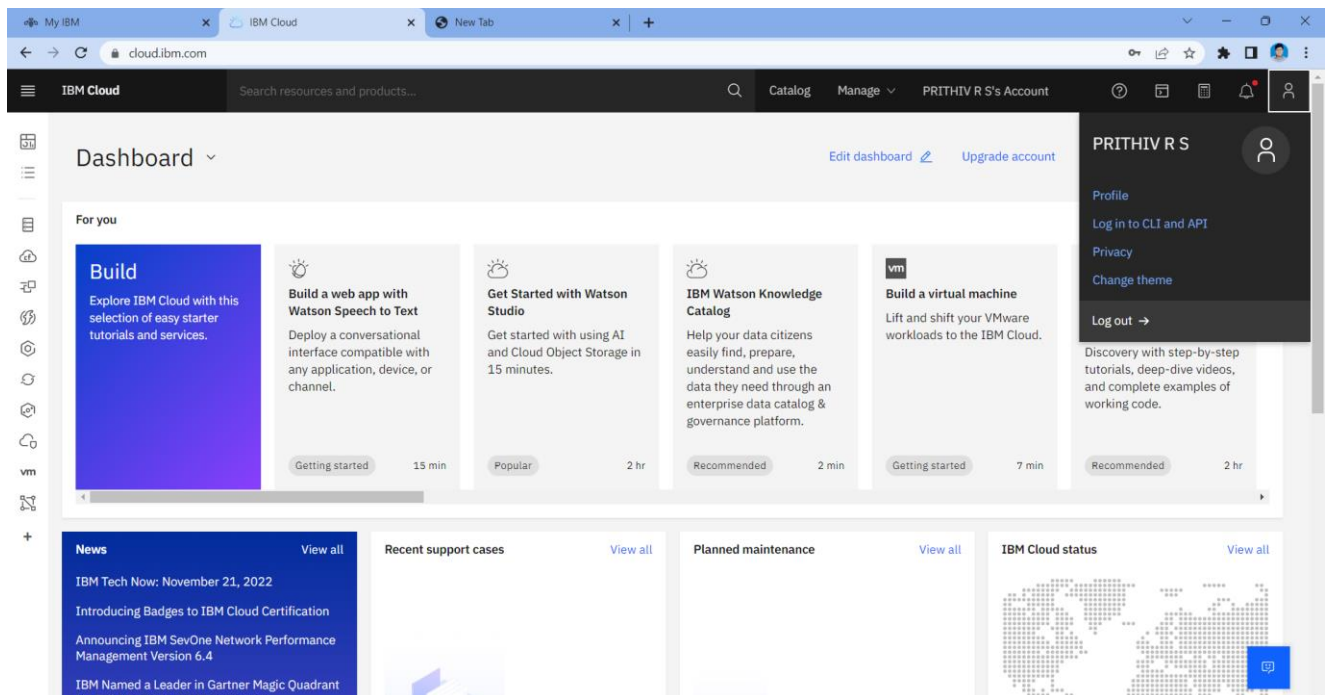 My IBM
IBM Cloud
New Tab
cloud.ibm.com
IBM Cloud
Search resources and products...
Catalog
Manage
PRITHIV R S's Account
Dashboard
Edit dashboard
Upgrade account
PRITHIV R S
Profile
Log in to CLI and API
Privacy
Change theme
Log out →
For you
Build
Explore IBM Cloud with this
selection of easy starter
tutorials and services.
Build a web app with
Watson Speech to Text
Deploy a conversational
interface compatible with
any application, device, or
channel.
Getting started
15 min
Get Started with Watson
Studio
Get started with using AI
and Cloud Object Storage in
15 minutes.
Popular
2 hr
IBM Watson Knowledge
Catalog
Help your data citizens
easily find, prepare,
understand and use the
data they need through an
enterprise data catalog &
governance platform.
Recommended
2 min
vm
Build a virtual machine
Lift and shift your VMware
workloads to the IBM Cloud.
Getting started
7 min
Discovery with step-by-step
tutorials, deep-dive videos,
and complete examples of
working code.
Recommended
2 hr
vm
News
View all
IBM Tech Now: November 21, 2022
Introducing Badges to IBM Cloud Certification
Announcing IBM SevOne Network Performance
Management Version 6.4
IBM Named a Leader in Gartner Magic Quadrant
Recent support cases
View all
Planned maintenance
View all
IBM Cloud status
View all